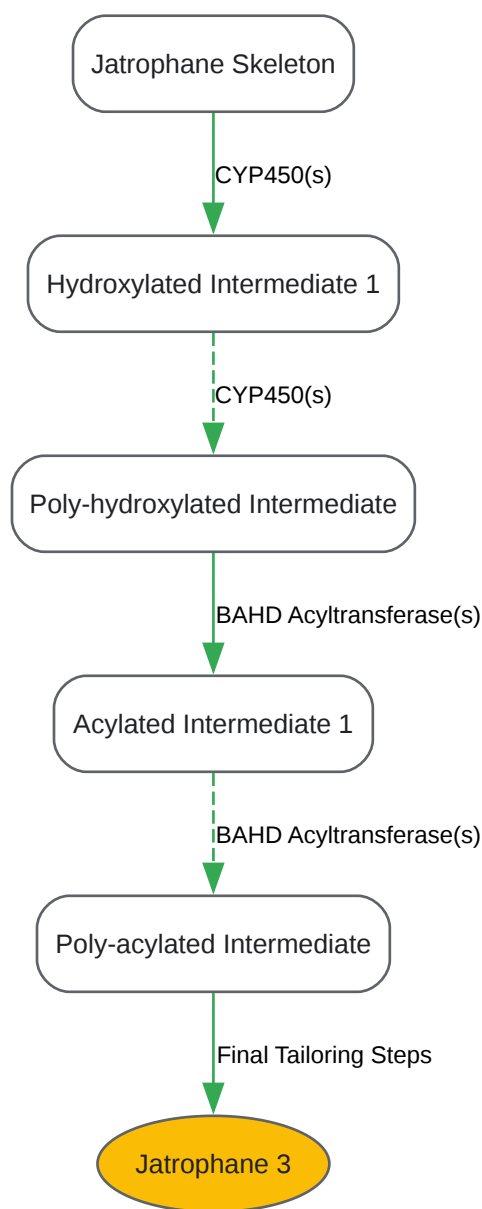 Jatrophane Skeleton
CYP450(s)
Hydroxylated Intermediate 1
CYP450(s)
Poly-hydroxylated Intermediate
BAHD Acyltransferase(s)
Acylated Intermediate 1
BAHD Acyltransferase(s)
Poly-acylated Intermediate
Final Tailoring Steps
Jatrophane 3